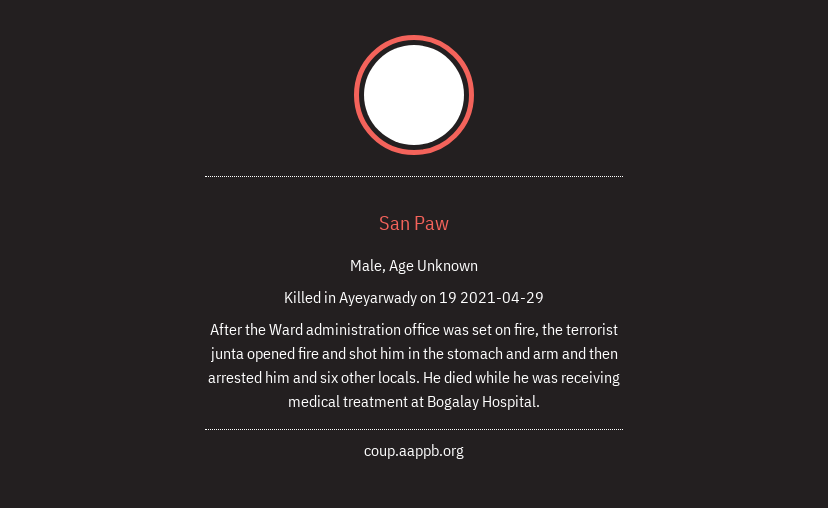 San Paw
Male, Age Unknown
Killed in Ayeyarwady on 19 2021-04-29
After the Ward administration office was set on fire, the terrorist
junta opened fire and shot him in the stomach and arm and then
arrested him and six other locals. He died while he was receiving
medical treatment at Bogalay Hospital.
coup.aappb.org